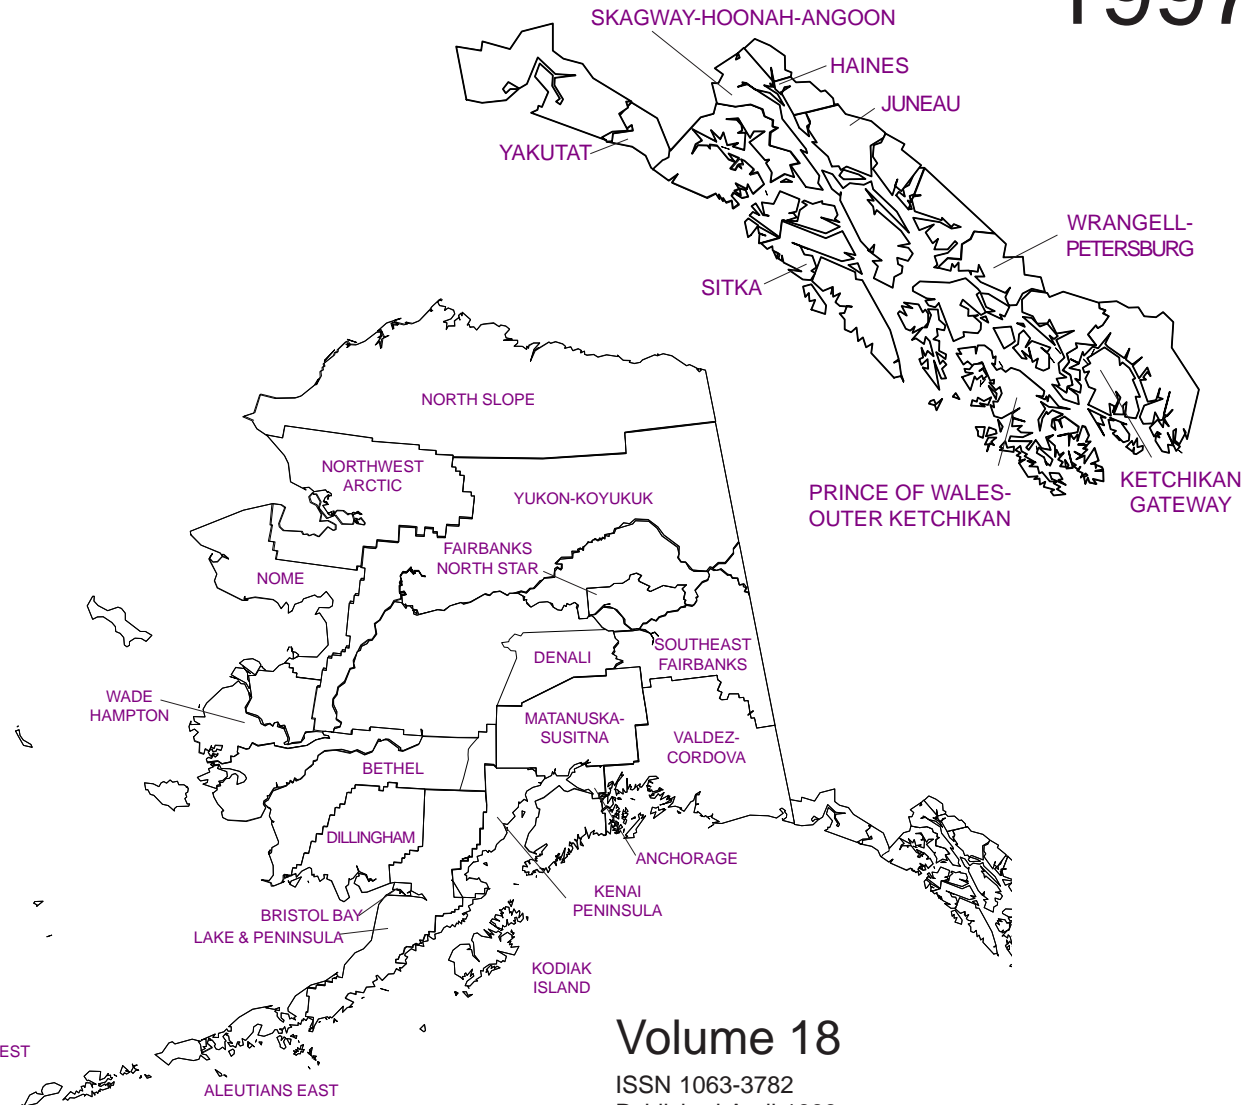 1997
SKAGWAY-HOONAH-ANGOON
HAINES
JUNEAU
YAKUTAT
WRANGELL-
PETERSBURG
SITKA
NORTH SLOPE
NORTHWEST
ARCTIC
YUKON-KOYUKUK
PRINCE OF WALES-
OUTER KETCHIKAN
KETCHIKAN
GATEWAY
FAIRBANKS
NORTH STAR
NOME
DENALI
SOUTHEAST
FAIRBANKS
WADE
HAMPTON
MATANUSKA-
SUSITNA
VALDEZ-
CORDOVA
BETHEL
DILLINGHAM
ANCHORAGE
KENAI
PENINSULA
BRISTOL BAY
LAKE & PENINSULA
KODIAK
ISLAND
EST
ALEUTIANS EAST
Volume 18
ISSN 1063-3782